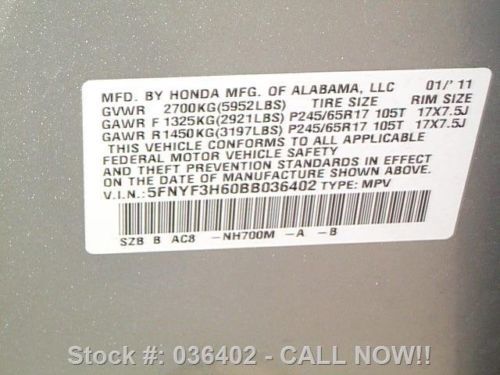 MFD. BY HONDA MFG. OF ALABAMA, LLC 01/'11
GVWR 2700KG(5952LBS) TIRE SIZE RIM SIZE
GAWR F 1325KG(2921LBS) P245/65R17 105T 17X7.5J
GAWR R1450KG(3197LBS) P245/65R17 105T 17X7.5J
THIS VEHICLE CONFORMS TO ALL APPLICABLE
FEDERAL MOTOR VEHICLE SAFETY
AND THEFT PREVENTION STANDARDS IN EFFECT
ON THE DATE OF MANUFACTURE SHOWN ABOVE.
V.I.N.: 5FNYF3H60BB036402 TYPE: MPV
SZB B AC8 -NH700M -A -B
Stock #: 036402 - CALL NOW!!